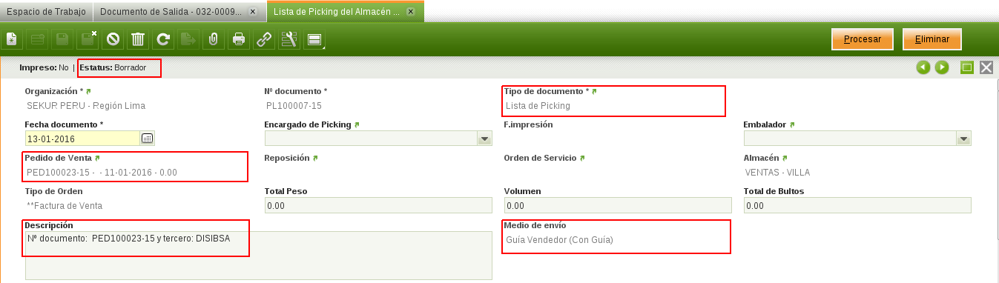 Espacio de Trabajo Documento de Salida - 032-0009... Lista de Picking del Almacén ...
Procesar Eliminar
Impreso: No | Estatus: Borrador
Organización * Nº documento * Tipo de documento *
SEKUR PERU - Región Lima PL100007-15 Lista de Picking
Fecha documento * Encargado de Picking F.impresión Embalador
13-01-2016
Pedido de Venta Reposición Orden de Servicio Almacén
PED100023-15 - - 11-01-2016 - 0.00 VENTAS - VILLA
Tipo de Orden Total Peso Volumen Total de Bultos
**Factura de Venta 0.00 0.00 0.00
Descripción Medio de envío
Nº documento: PED100023-15 y tercero: DISIBSA Guía Vendedor (Con Guía)